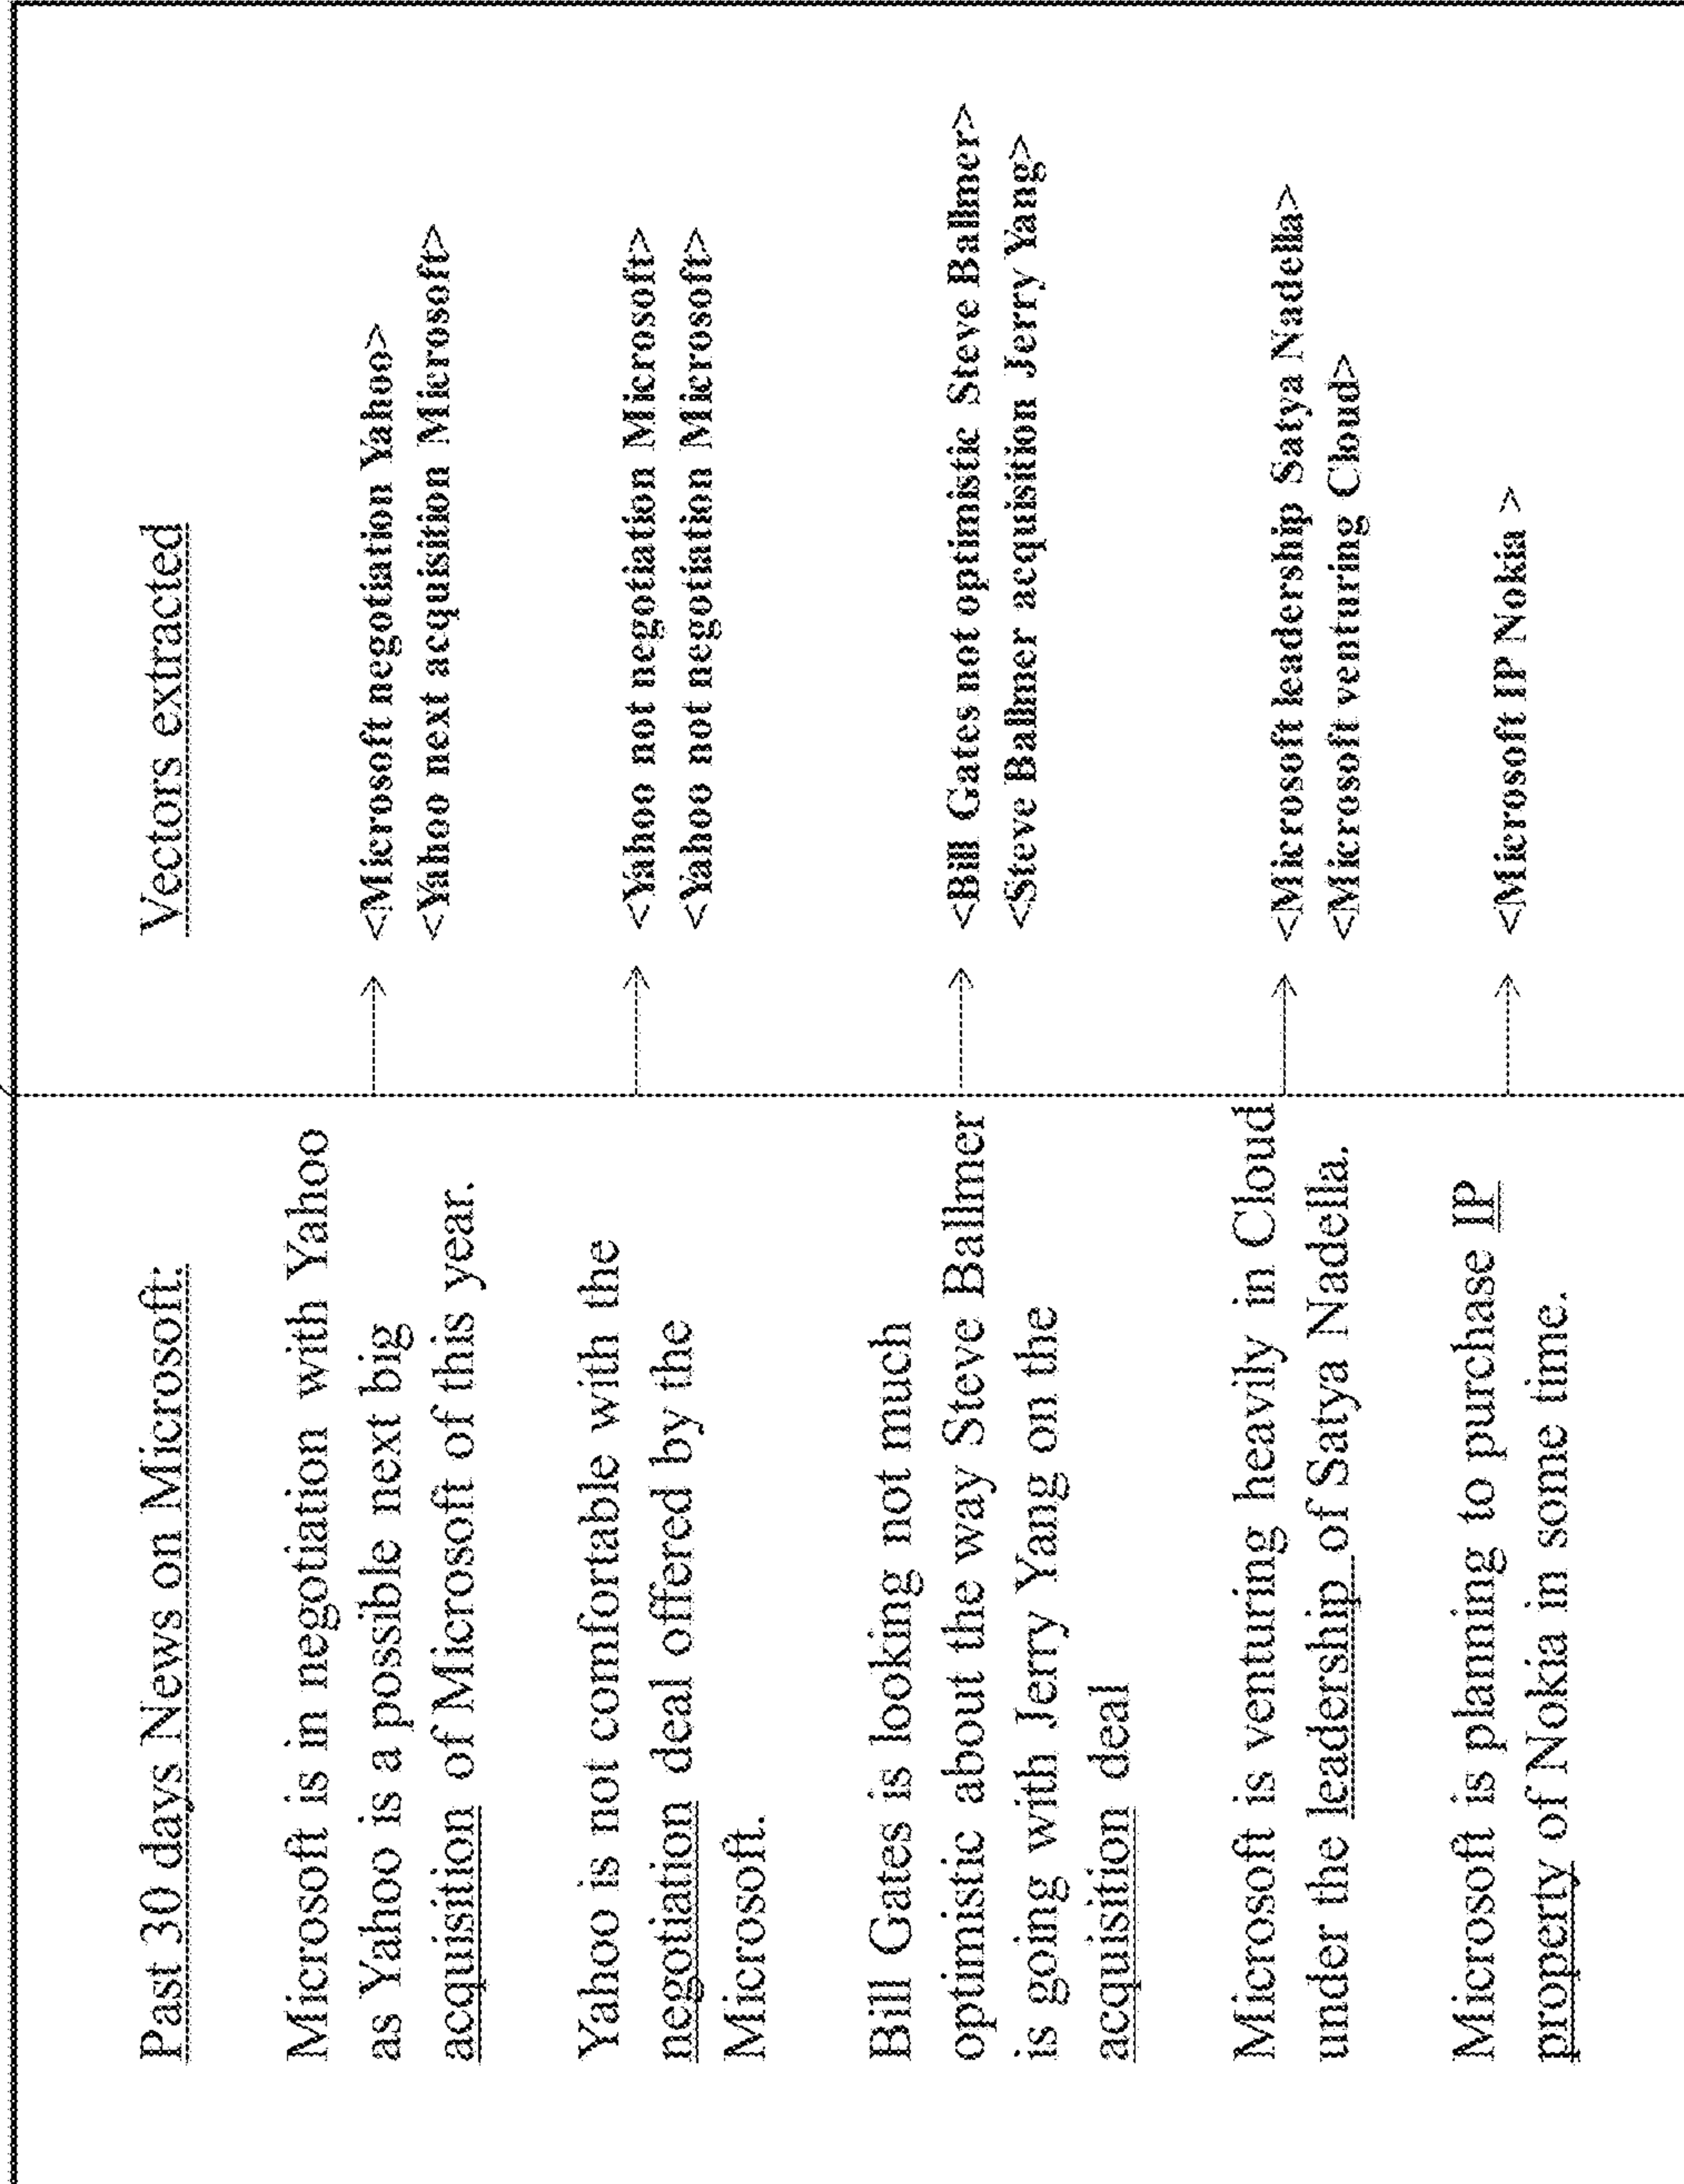 Past 30 days News on Microsoft:
Microsoft is in negotiation with Yahoo
as Yahoo is a possible next big
acquisition of Microsoft of this year.
Yahoo is not comfortable with the
negotiation deal offered by the
Microsoft.
Bill Gates is looking not much
optimistic about the way Steve Ballmer
is going with Jerry Yang on the
acquisition deal
Microsoft is venturing heavily in Cloud
under the leadership of Satya Nadella.
Microsoft is planning to purchase IP
property of Nokia in some time.
Vectors extracted
<Microsoft negotiation Yahoo>
<Yahoo next acquisition Microsoft>
<Yahoo not negotiation Microsoft>
<Yahoo not negotiation Microsoft>
<Bill Gates not optimistic Steve Ballmer>
<Steve Ballmer acquisition Jerry Yang>
<Microsoft leadership Satya Nadella>
<Microsoft venturing Cloud>
<Microsoft IP Nokia >